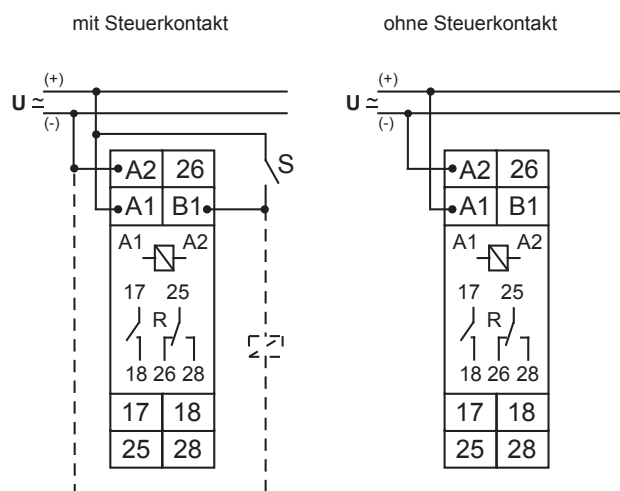 mit Steuerkontakt
ohne Steuerkontakt
(+)
U ≃
(-)
S
A2 26
A1 B1
A1 A2
17 25
R
18 26 28
17 18
25 28
(+)
U ≃
(-)
A2 26
A1 B1
A1 A2
17 25
R
18 26 28
17 18
25 28